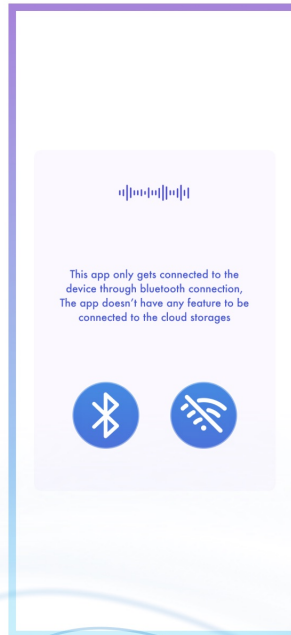 This app only gets connected to the
device through bluetooth connection,
The app doesn’t have any feature to be
connected to the cloud storages